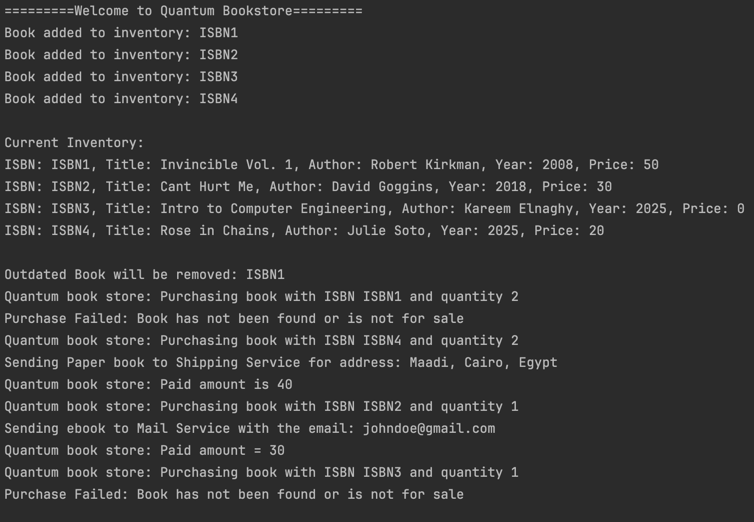 =========Welcome to Quantum Bookstore=========
Book added to inventory: ISBN1
Book added to inventory: ISBN2
Book added to inventory: ISBN3
Book added to inventory: ISBN4
Current Inventory:
ISBN: ISBN1, Title: Invincible Vol. 1, Author: Robert Kirkman, Year: 2008, Price: 50
ISBN: ISBN2, Title: Cant Hurt Me, Author: David Goggins, Year: 2018, Price: 30
ISBN: ISBN3, Title: Intro to Computer Engineering, Author: Kareem Elnaghy, Year: 2025, Price: 0
ISBN: ISBN4, Title: Rose in Chains, Author: Julie Soto, Year: 2025, Price: 20
Outdated Book will be removed: ISBN1
Quantum book store: Purchasing book with ISBN ISBN1 and quantity 2
Purchase Failed: Book has not been found or is not for sale
Quantum book store: Purchasing book with ISBN ISBN4 and quantity 2
Sending Paper book to Shipping Service for address: Maadi, Cairo, Egypt
Quantum book store: Paid amount is 40
Quantum book store: Purchasing book with ISBN ISBN2 and quantity 1
Sending ebook to Mail Service with the email: johndoe@gmail.com
Quantum book store: Paid amount = 30
Quantum book store: Purchasing book with ISBN ISBN3 and quantity 1
Purchase Failed: Book has not been found or is not for sale